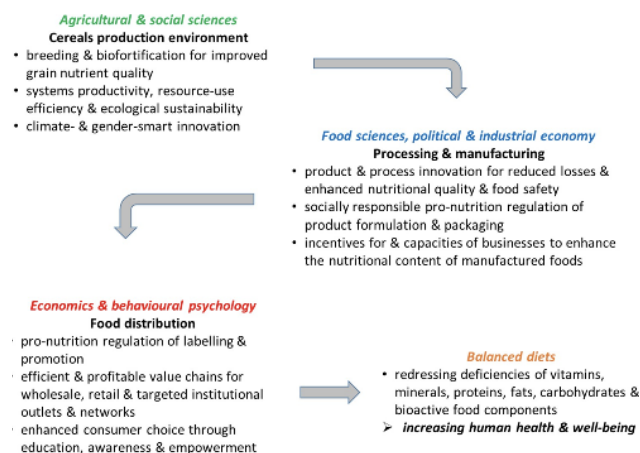 Agricultural & social sciences
Cereals production environment
• breeding & biofortification for improved
grain nutrient quality
• systems productivity, resource-use
efficiency & ecological sustainability
• climate- & gender-smart innovation
Food sciences, political & industrial economy
Processing & manufacturing
• product & process innovation for reduced losses &
enhanced nutritional quality & food safety
• socially responsible pro-nutrition regulation of
product formulation & packaging
• incentives for & capacities of businesses to enhance
the nutritional content of manufactured foods
Economics & behavioural psychology
Food distribution
· pro-nutrition regulation of labelling &
promotion
· efficient & profitable value chains for
wholesale, retail & targeted institutional
outlets & networks
· enhanced consumer choice through
education, awareness & empowerment
Balanced diets
• redressing deficiencies of vitamins,
minerals, proteins, fats, carbohydrates &
bioactive food components
➢ increasing human health & well-being